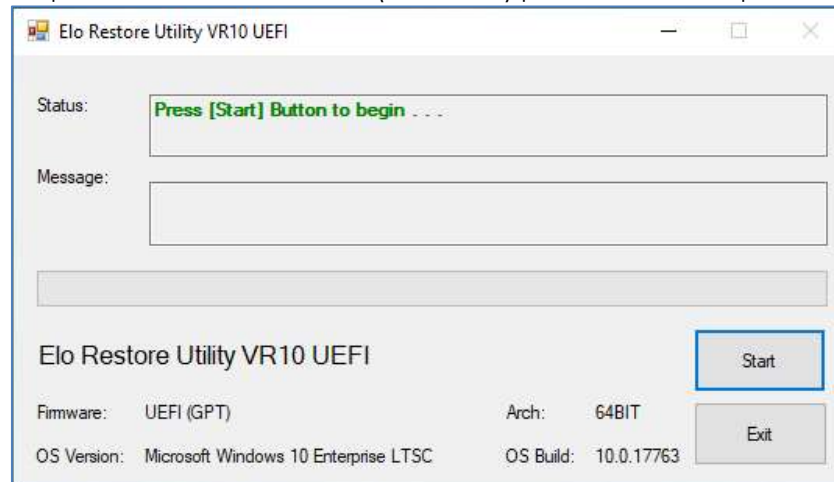 Elo Restore Utility VR10 UEFI
Status:
Press [Start] Button to begin . . .
Message:
Elo Restore Utility VR10 UEFI
Start
Firmware: UEFI (GPT) Arch: 64BIT
Exit
OS Version: Microsoft Windows 10 Enterprise LTSC OS Build: 10.0.17763